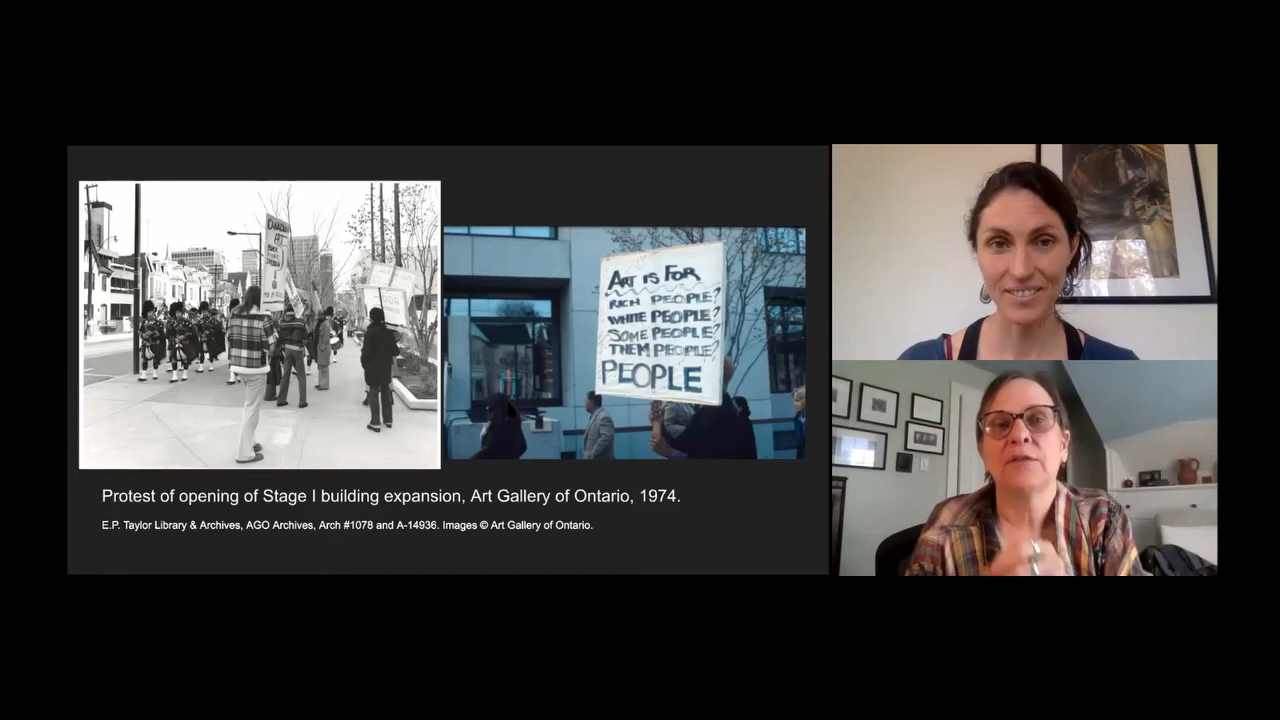 CANADIAN
ART
ART IS FOR
RICH PEOPLE?
WHITE PEOPLE?
SOME PEOPLE?
THEM PEOPLE?
PEOPLE
Protest of opening of Stage I building expansion, Art Gallery of Ontario, 1974.
E.P. Taylor Library & Archives, AGO Archives, Arch #1078 and A-14936. Images © Art Gallery of Ontario.